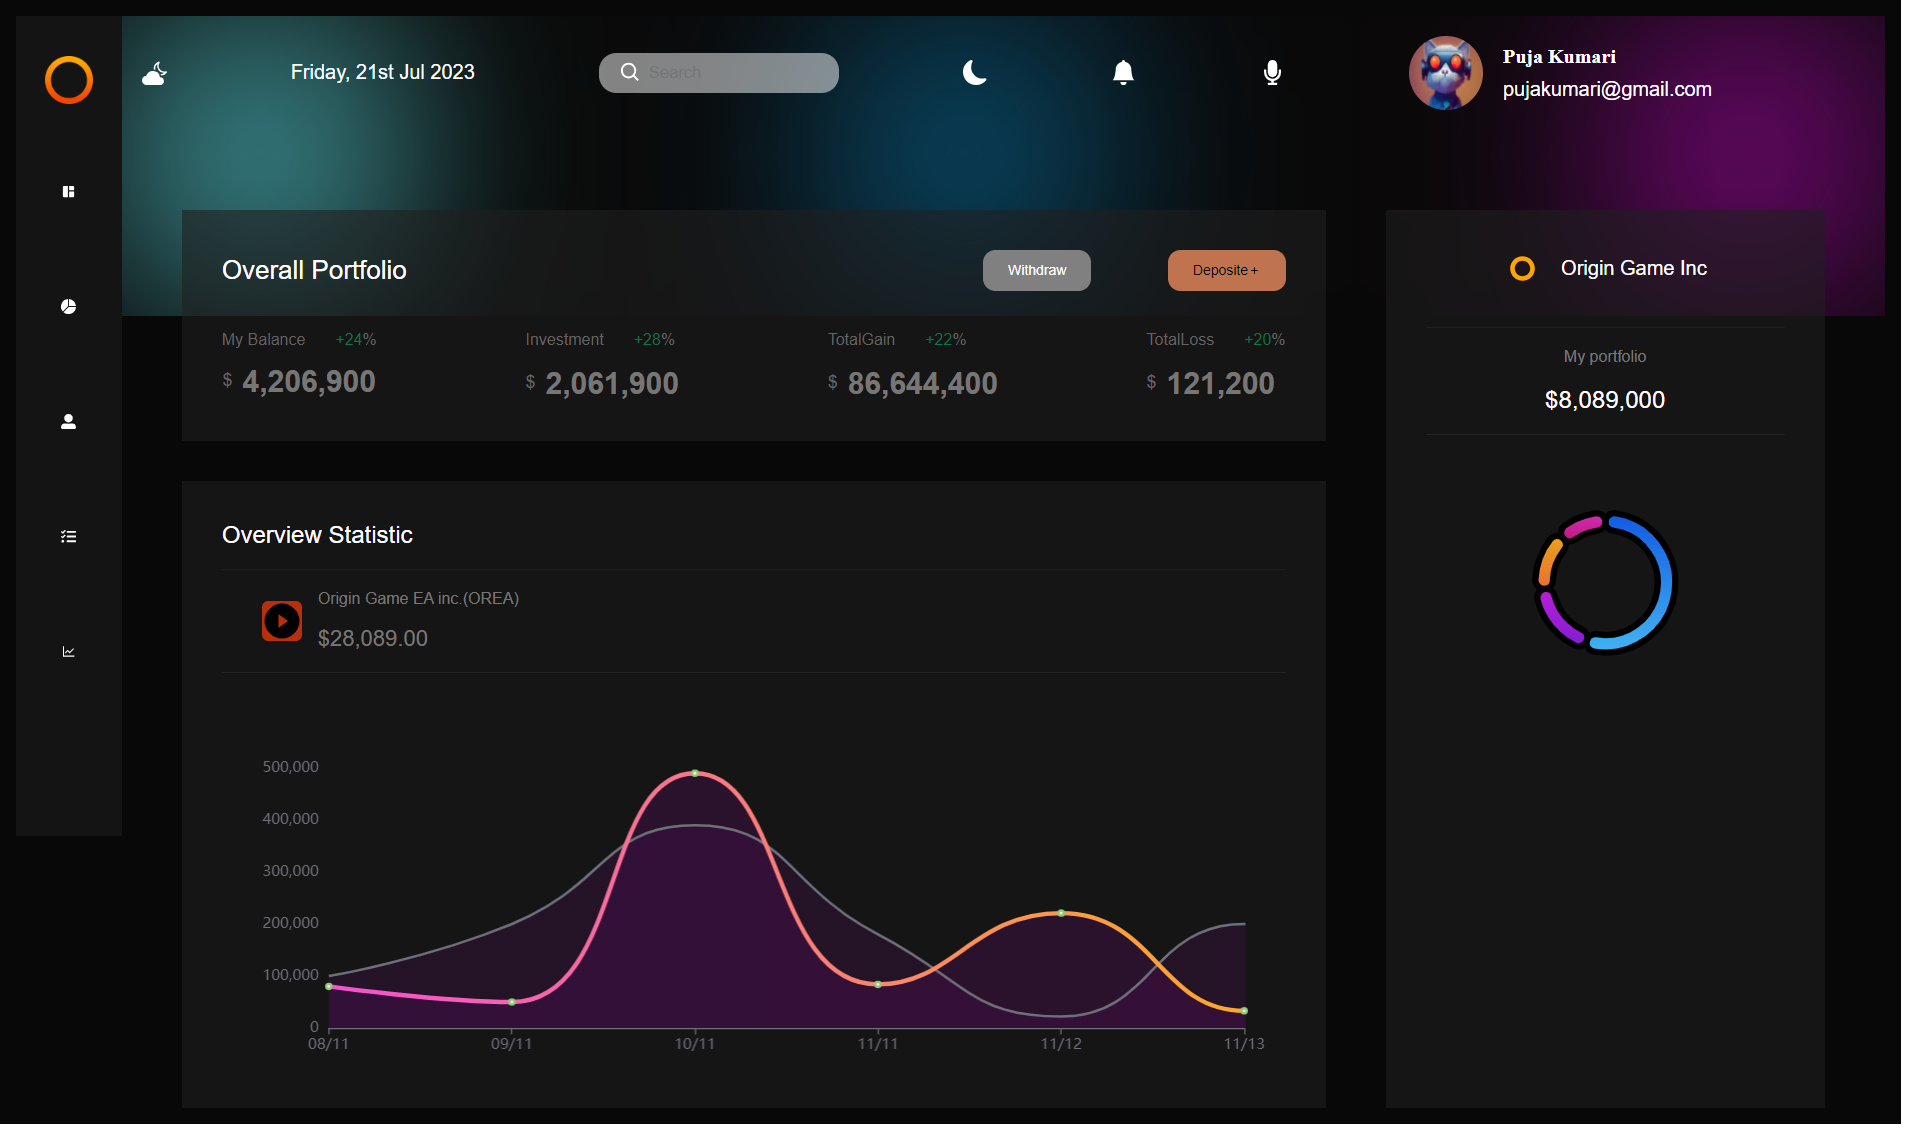 Friday, 21st Jul 2023
Search
Puja Kumari
pujakumari@gmail.com
Overall Portfolio
Withdraw
Deposite +
My Balance +24%
$ 4,206,900
Investment +28%
$ 2,061,900
TotalGain +22%
$ 86,644,400
TotalLoss +20%
$ 121,200
Origin Game Inc
My portfolio
$8,089,000
Overview Statistic
Origin Game EA inc.(OREA)
$28,089.00
500,000
400,000
300,000
200,000
100,000
0
08/11 09/11 10/11 11/11 11/12 11/13